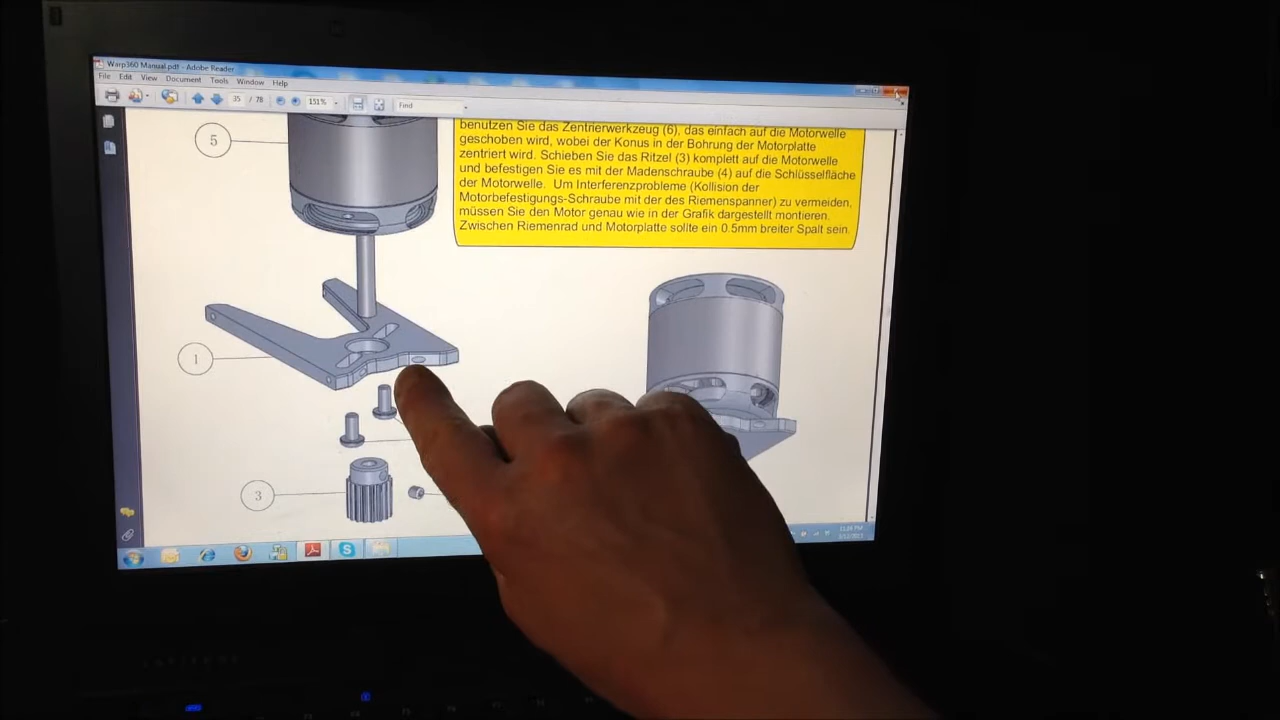 Warp360 Manual.pdf - Adobe Reader
File Edit View Document Tools Window Help
35 / 78 151% Find
benutzen Sie das Zentrierwerkzeug (6), das einfach auf die Motorwelle
geschoben wird, wobei der Konus in der Bohrung der Motorplatte
zentriert wird. Schieben Sie das Ritzel (3) komplett auf die Motorwelle
und befestigen Sie es mit der Madenschraube (4) auf die Schlüsselfläche
der Motorwelle. Um Interferenzprobleme (Kollision der
Motorbefestigungs-Schraube mit der des Riemenspanner) zu vermeiden,
müssen Sie den Motor genau wie in der Grafik dargestellt montieren.
Zwischen Riemenrad und Motorplatte sollte ein 0.5mm breiter Spalt sein.
5
1
3